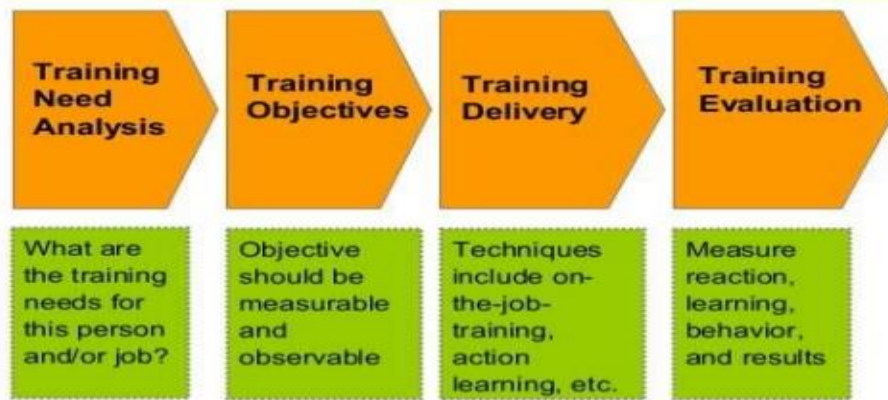 Training
Need
Analysis
Training
Objectives
Training
Delivery
Training
Evaluation
What are
the training
needs for
this person
and/or job?
Objective
should be
measurable
and
observable
Techniques
include on-
the-job-
training,
action
learning, etc.
Measure
reaction,
learning,
behavior,
and results